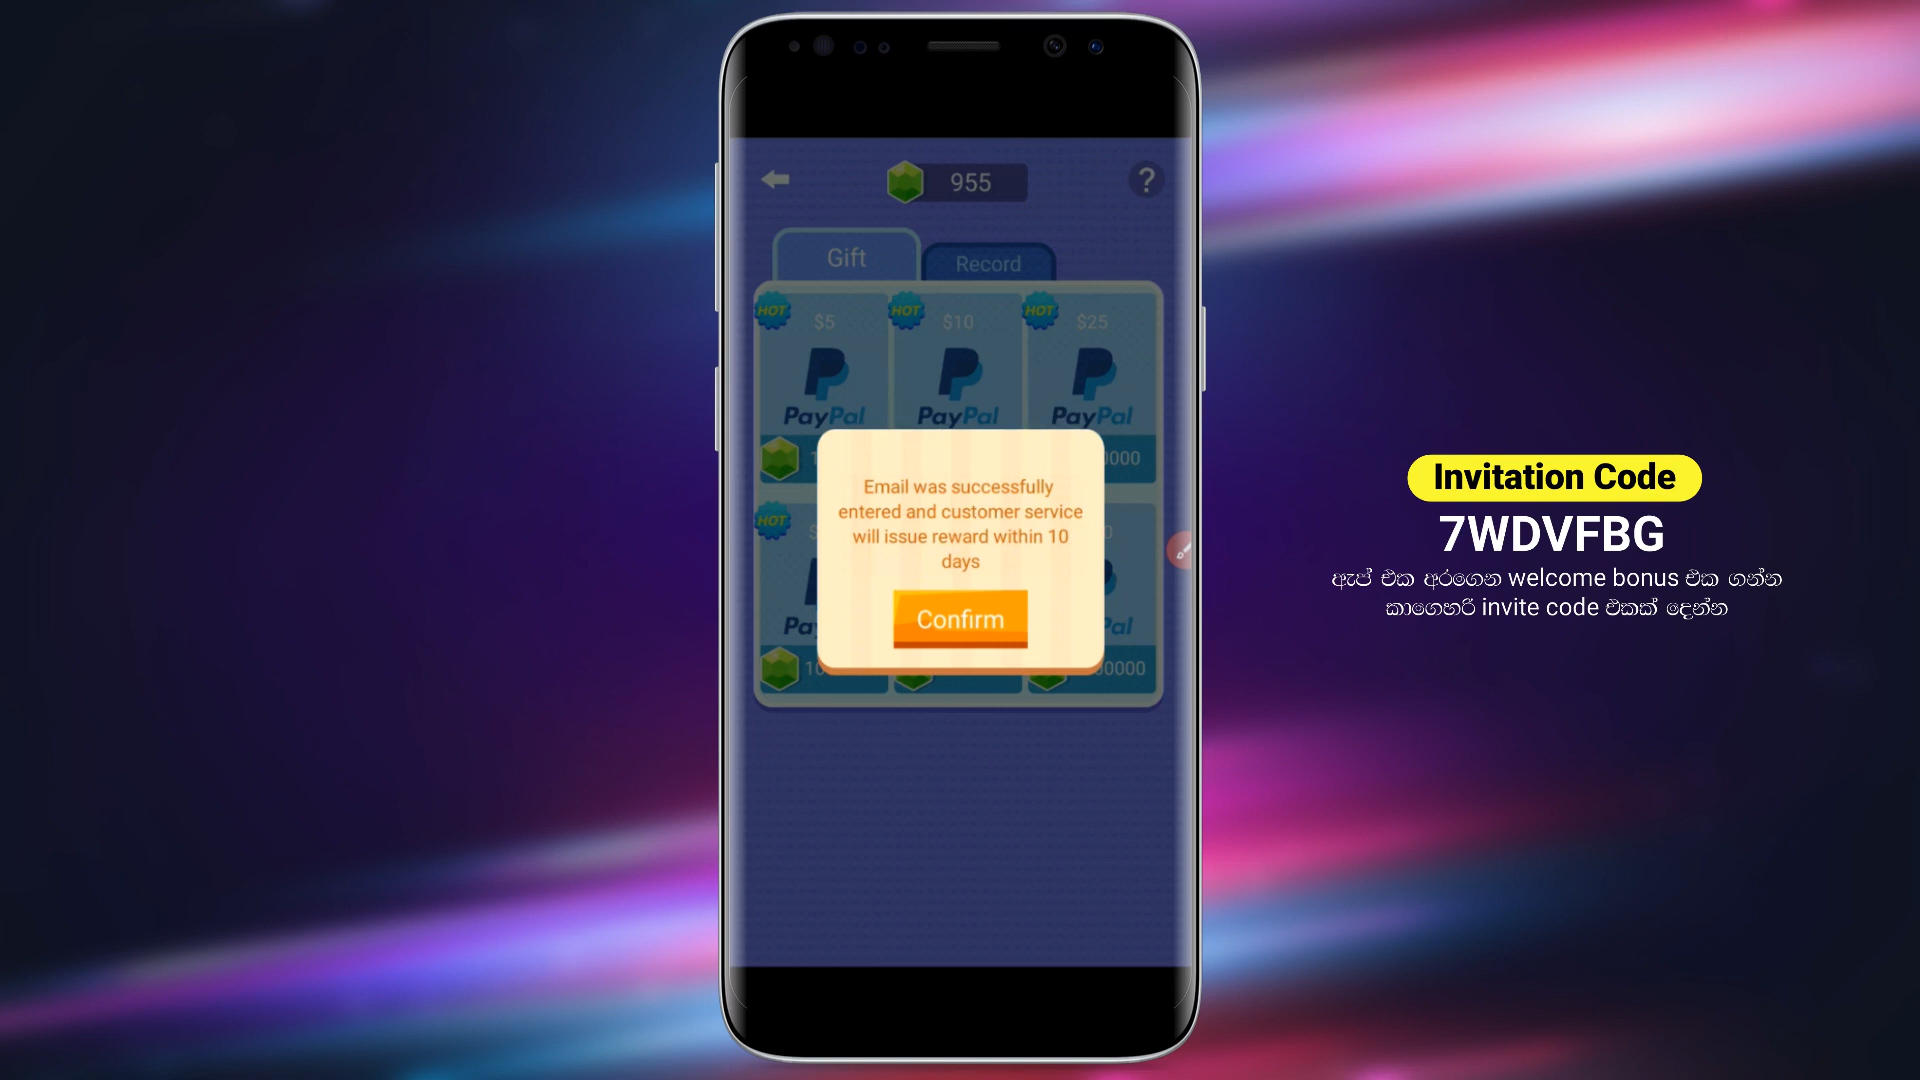 955
?
Gift
Record
HOT
$5
HOT
$10
HOT
$25
PayPal
PayPal
PayPal
HOT
Email was successfully
entered and customer service
will issue reward within 10
days
Confirm
Invitation Code
7WDVFBG
ඇප් එක අරගෙන welcome bonus එක ගන්න
කාගෙහරි invite code එකක් දෙන්න